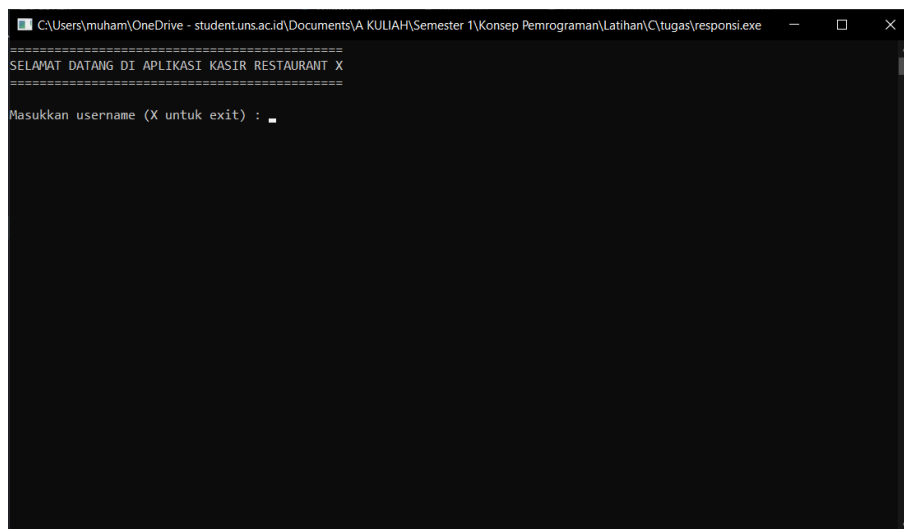 C:\Users\muham\OneDrive - student.uns.ac.id\Documents\A KULIAH\Semester 1\Konsep Pemrograman\Latihan\C\tugas\responsi.exe
=============================================
SELAMAT DATANG DI APLIKASI KASIR RESTAURANT X
=============================================
Masukkan username (X untuk exit) :